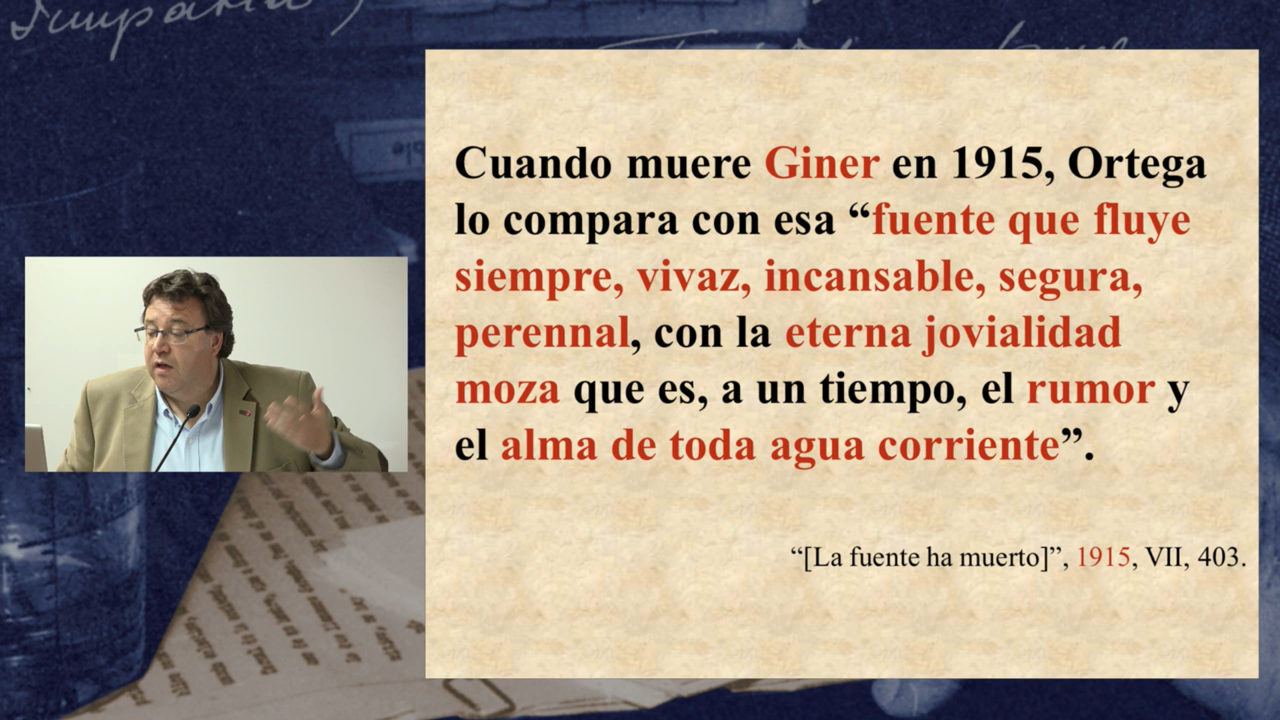 Cuando muere Giner en 1915, Ortega
lo compara con esa “fuente que fluye
siempre, vivaz, incansable, segura,
perennal, con la eterna jovialidad
moza que es, a un tiempo, el rumor y
el alma de toda agua corriente”.
“[La fuente ha muerto]”, 1915, VII, 403.